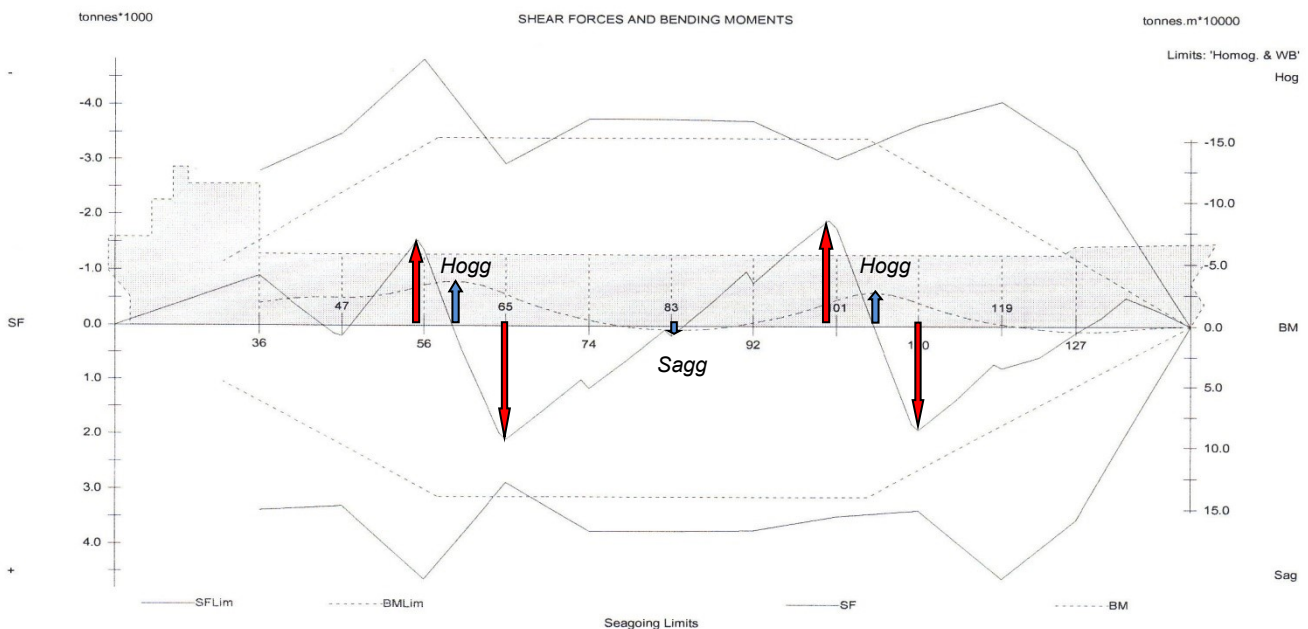 tonnes*1000 SHEAR FORCES AND BENDING MOMENTS tonnes.m*10000
Limits: 'Homog. & WB'
- Hog
-4.0
-3.0
-2.0
-1.0
SF 0.0
1.0
2.0
3.0
4.0
+
-15.0
-10.0
-5.0
0.0 BM
5.0
10.0
15.0
Sag
Hogg Hogg
Sagg
47 65 83 101 119
36 56 74 92 127
SFLim BMLim SF BM
Seagoing Limits